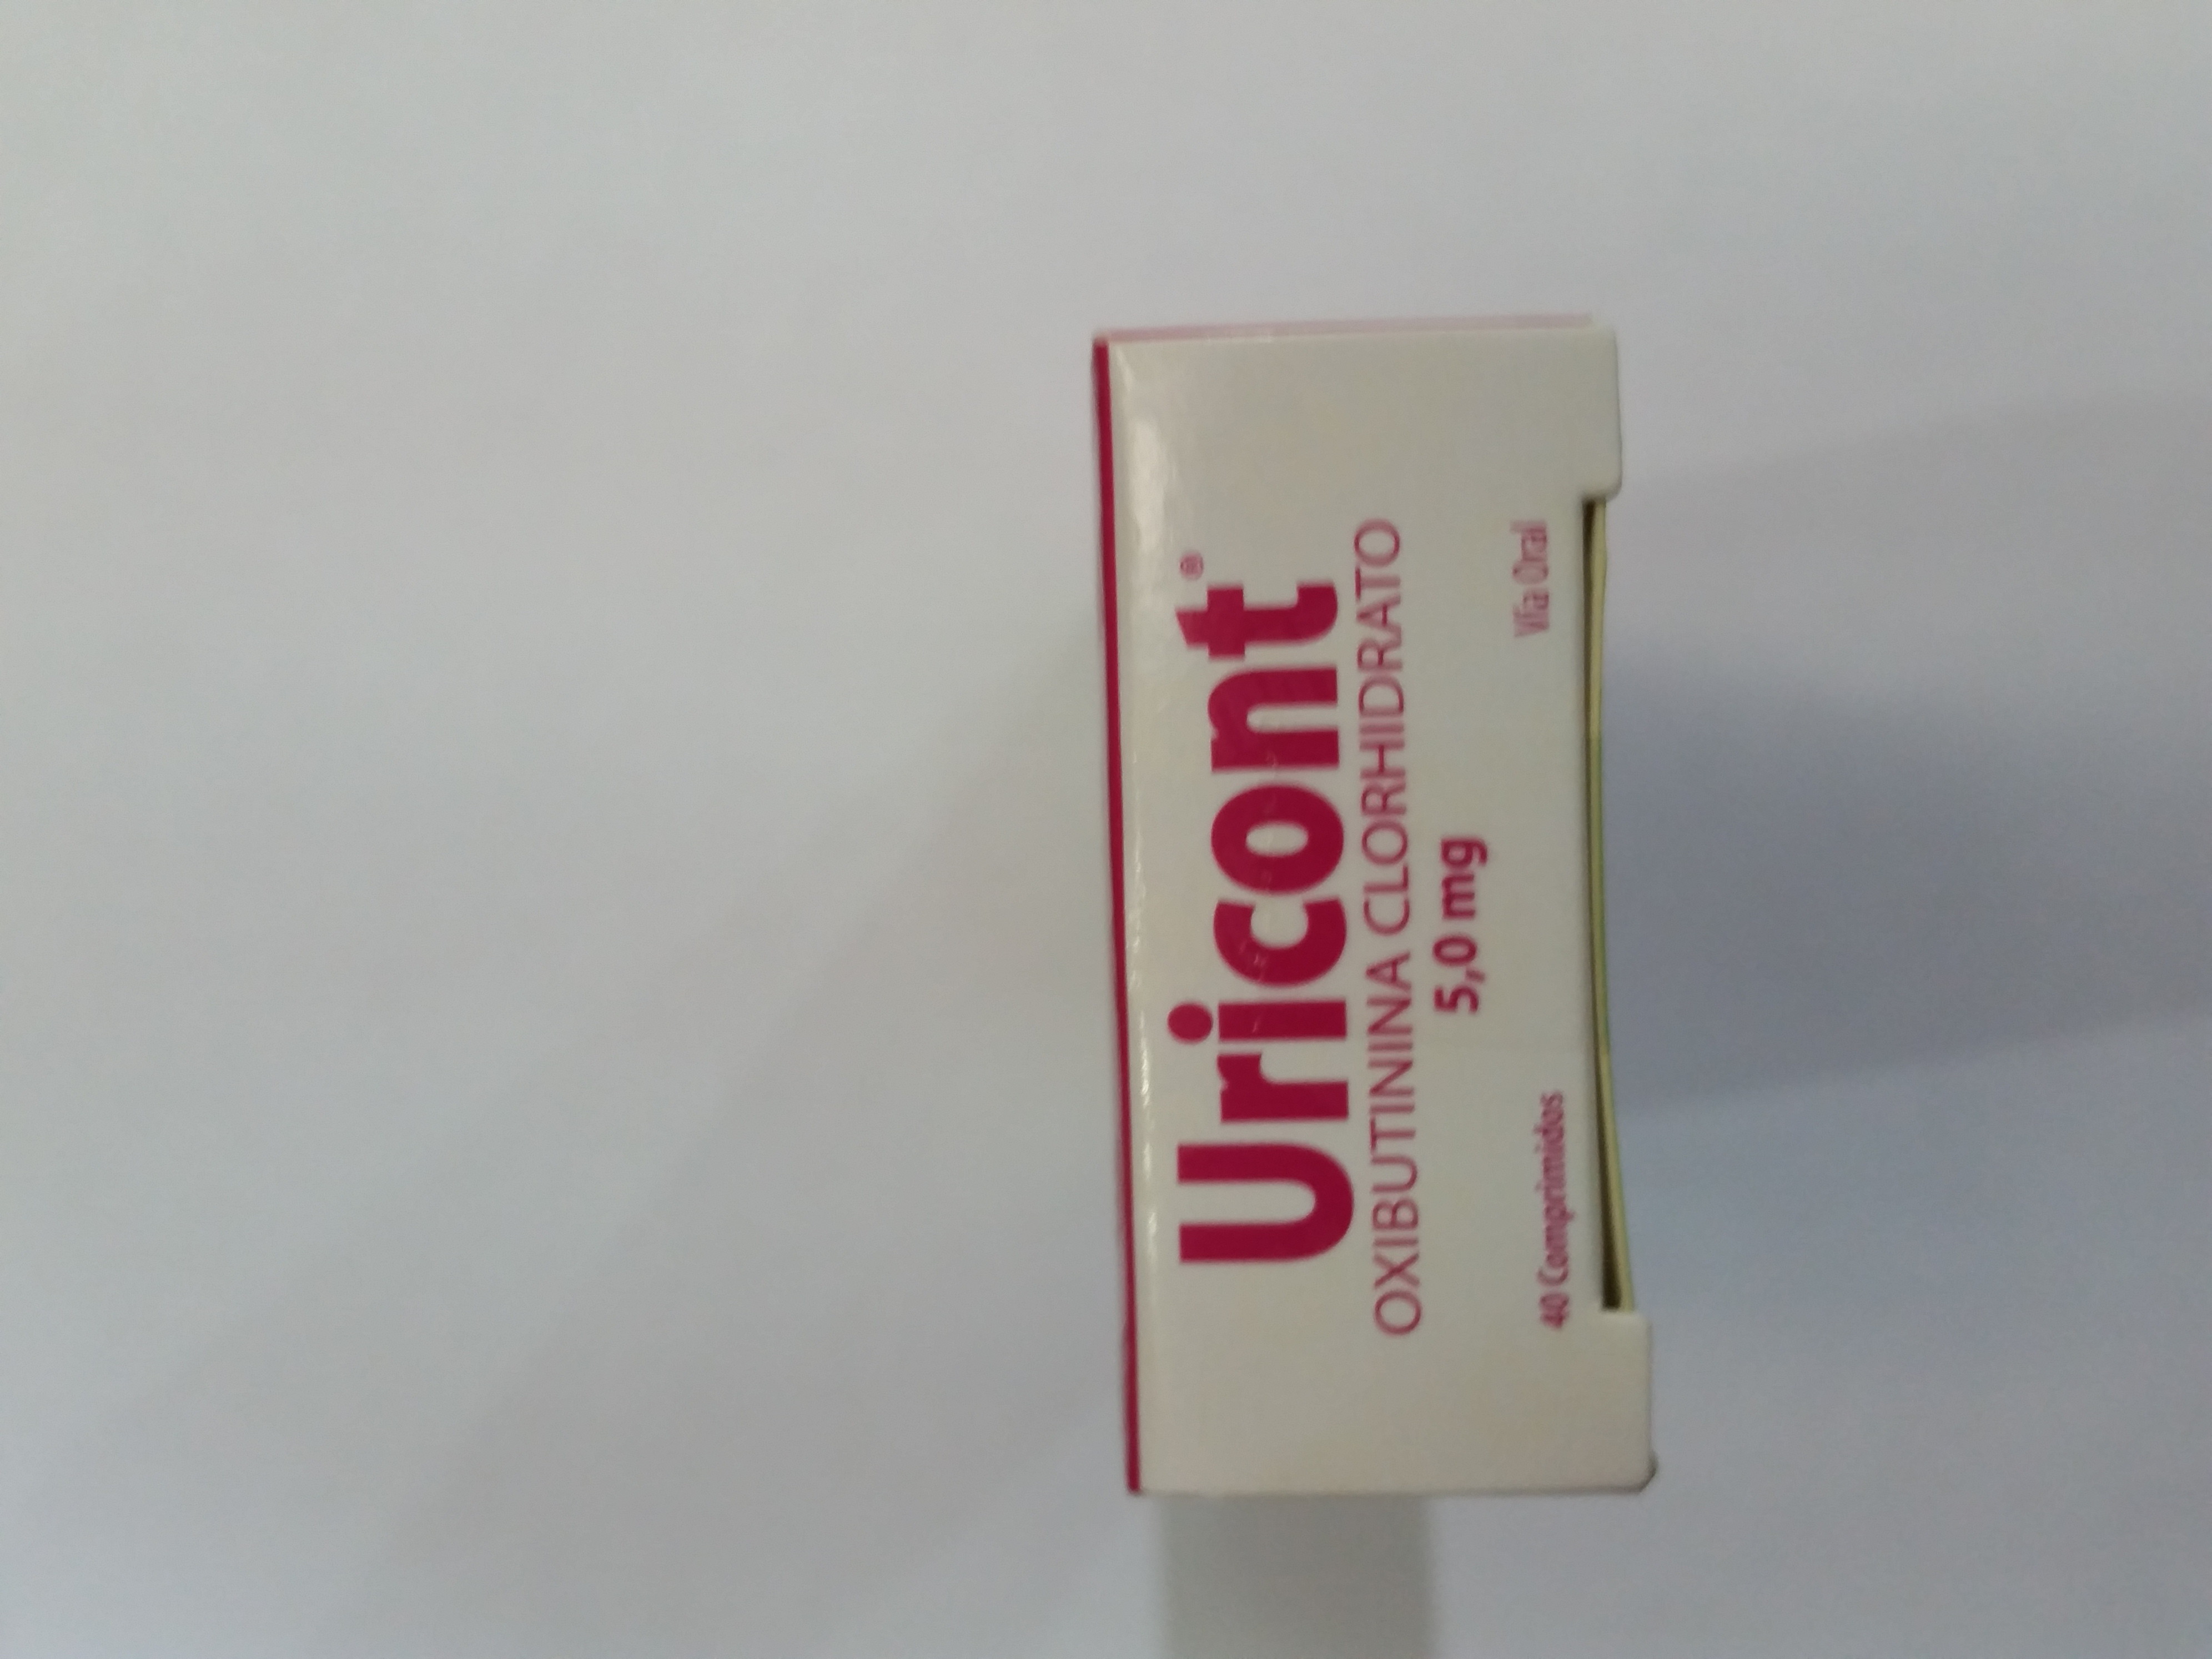 Uricont®
OXIBUTININA CLORHIDRATO
5,0 mg
40 Comprimidos Vía Oral